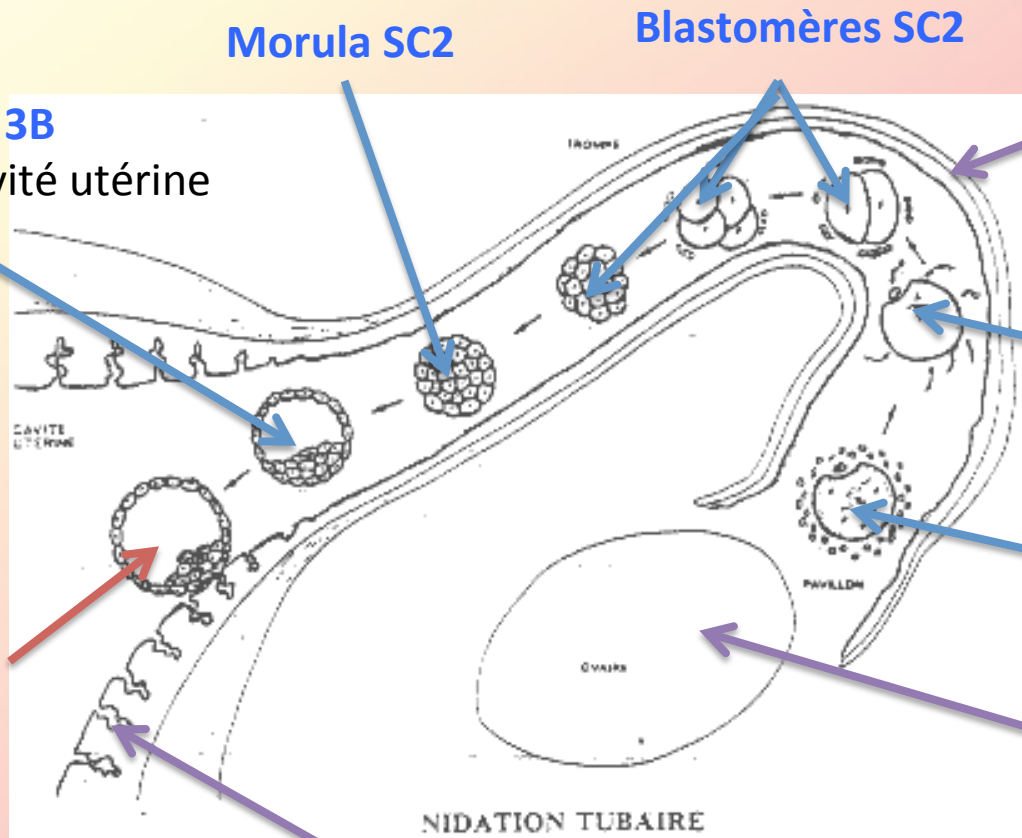 Morula SC2
Blastomères SC2
3B
vité utérine
TROMPE
CAVITE
UTERINE
PAVILLON
OVAIRE
NIDATION TUBAIRE